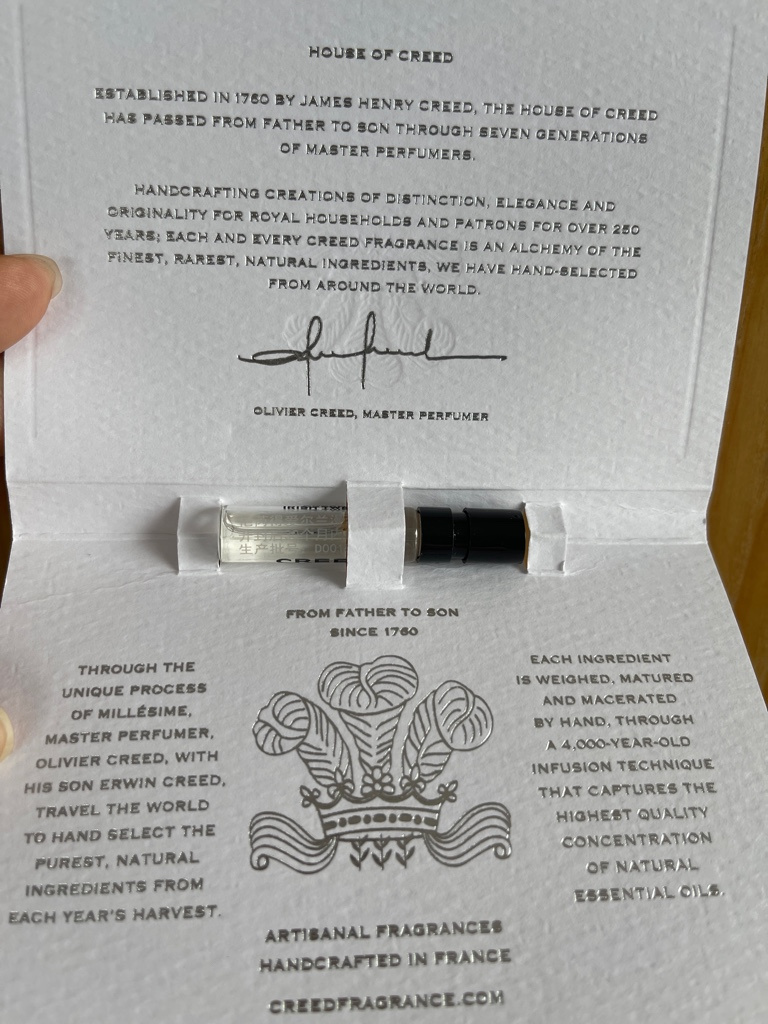 HOUSE OF CREED
ESTABLISHED IN 1760 BY JAMES HENRY CREED, THE HOUSE OF CREED
HAS PASSED FROM FATHER TO SON THROUGH SEVEN GENERATIONS
OF MASTER PERFUMERS.
HANDCRAFTING CREATIONS OF DISTINCTION, ELEGANCE AND
ORIGINALITY FOR ROYAL HOUSEHOLDS AND PATRONS FOR OVER 250
YEARS; EACH AND EVERY CREED FRAGRANCE IS AN ALCHEMY OF THE
FINEST, RAREST, NATURAL INGREDIENTS, WE HAVE HAND-SELECTED
FROM AROUND THE WORLD.
OLIVIER CREED, MASTER PERFUMER
生产批号 D00
CREED
FROM FATHER TO SON
SINCE 1760
THROUGH THE
UNIQUE PROCESS
OF MILLÉSIME,
MASTER PERFUMER,
OLIVIER CREED, WITH
HIS SON ERWIN CREED,
TRAVEL THE WORLD
TO HAND SELECT THE
PUREST, NATURAL
INGREDIENTS FROM
EACH YEAR'S HARVEST.
EACH INGREDIENT
IS WEIGHED, MATURED
AND MACERATED
BY HAND, THROUGH
A 4,000-YEAR-OLD
INFUSION TECHNIQUE
THAT CAPTURES THE
HIGHEST QUALITY
CONCENTRATION
OF NATURAL
ESSENTIAL OILS.
ARTISANAL FRAGRANCES
HANDCRAFTED IN FRANCE
CREEDFRAGRANCE.COM